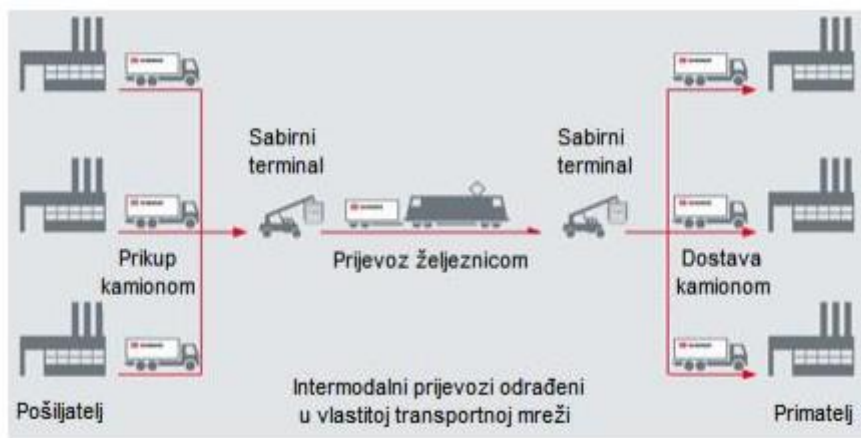 Sabirni
terminal
Sabirni
terminal
Prikup
kamionom
Prijevoz željeznicom
Dostava
kamionom
Pošiljatelj
Intermodalni prijevozi odrađeni
u vlastitoj transportnoj mreži
Primatelj